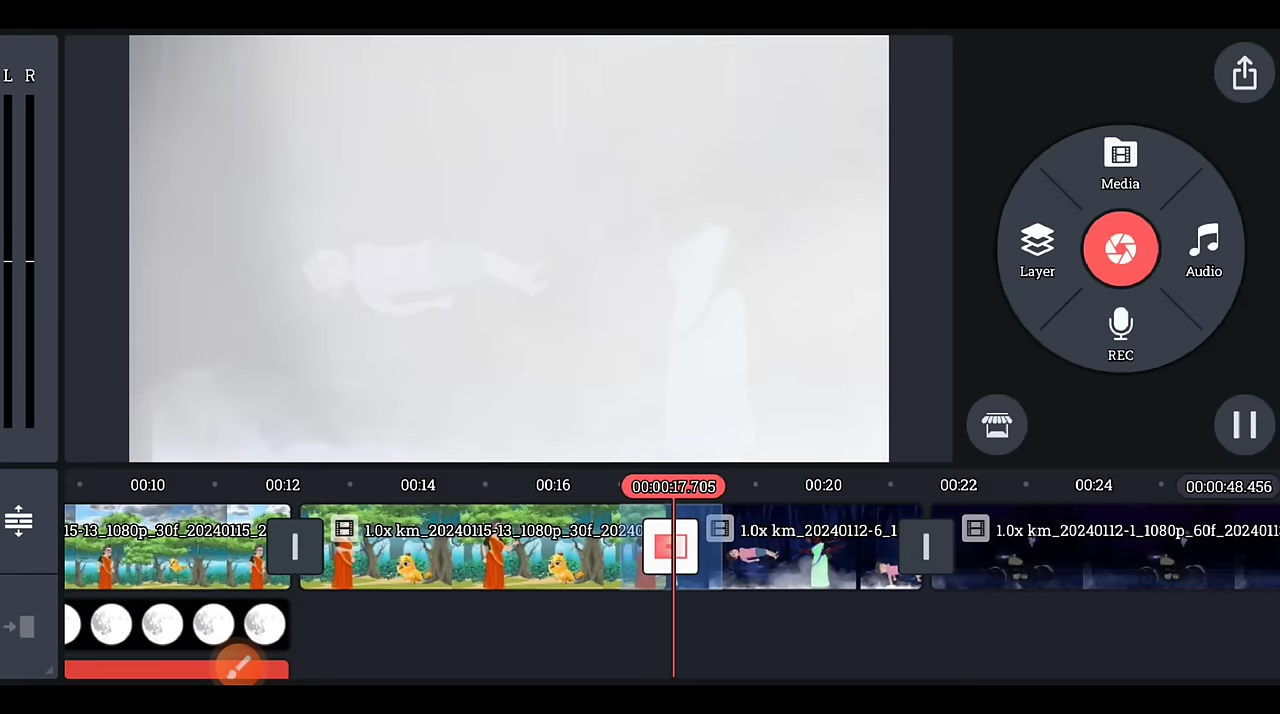 L R
Media
Layer
Audio
REC
00:10
00:12
00:14
00:16
00:00:17.705
00:20
00:22
00:24
00:00:48.456
15-13_1080p_30f_20240115_2
1.0x km_20240115-13_1080p_30f_20240
1.0x km_20240112-6_1
1.0x km_20240112-1_1080p_60f_2024011